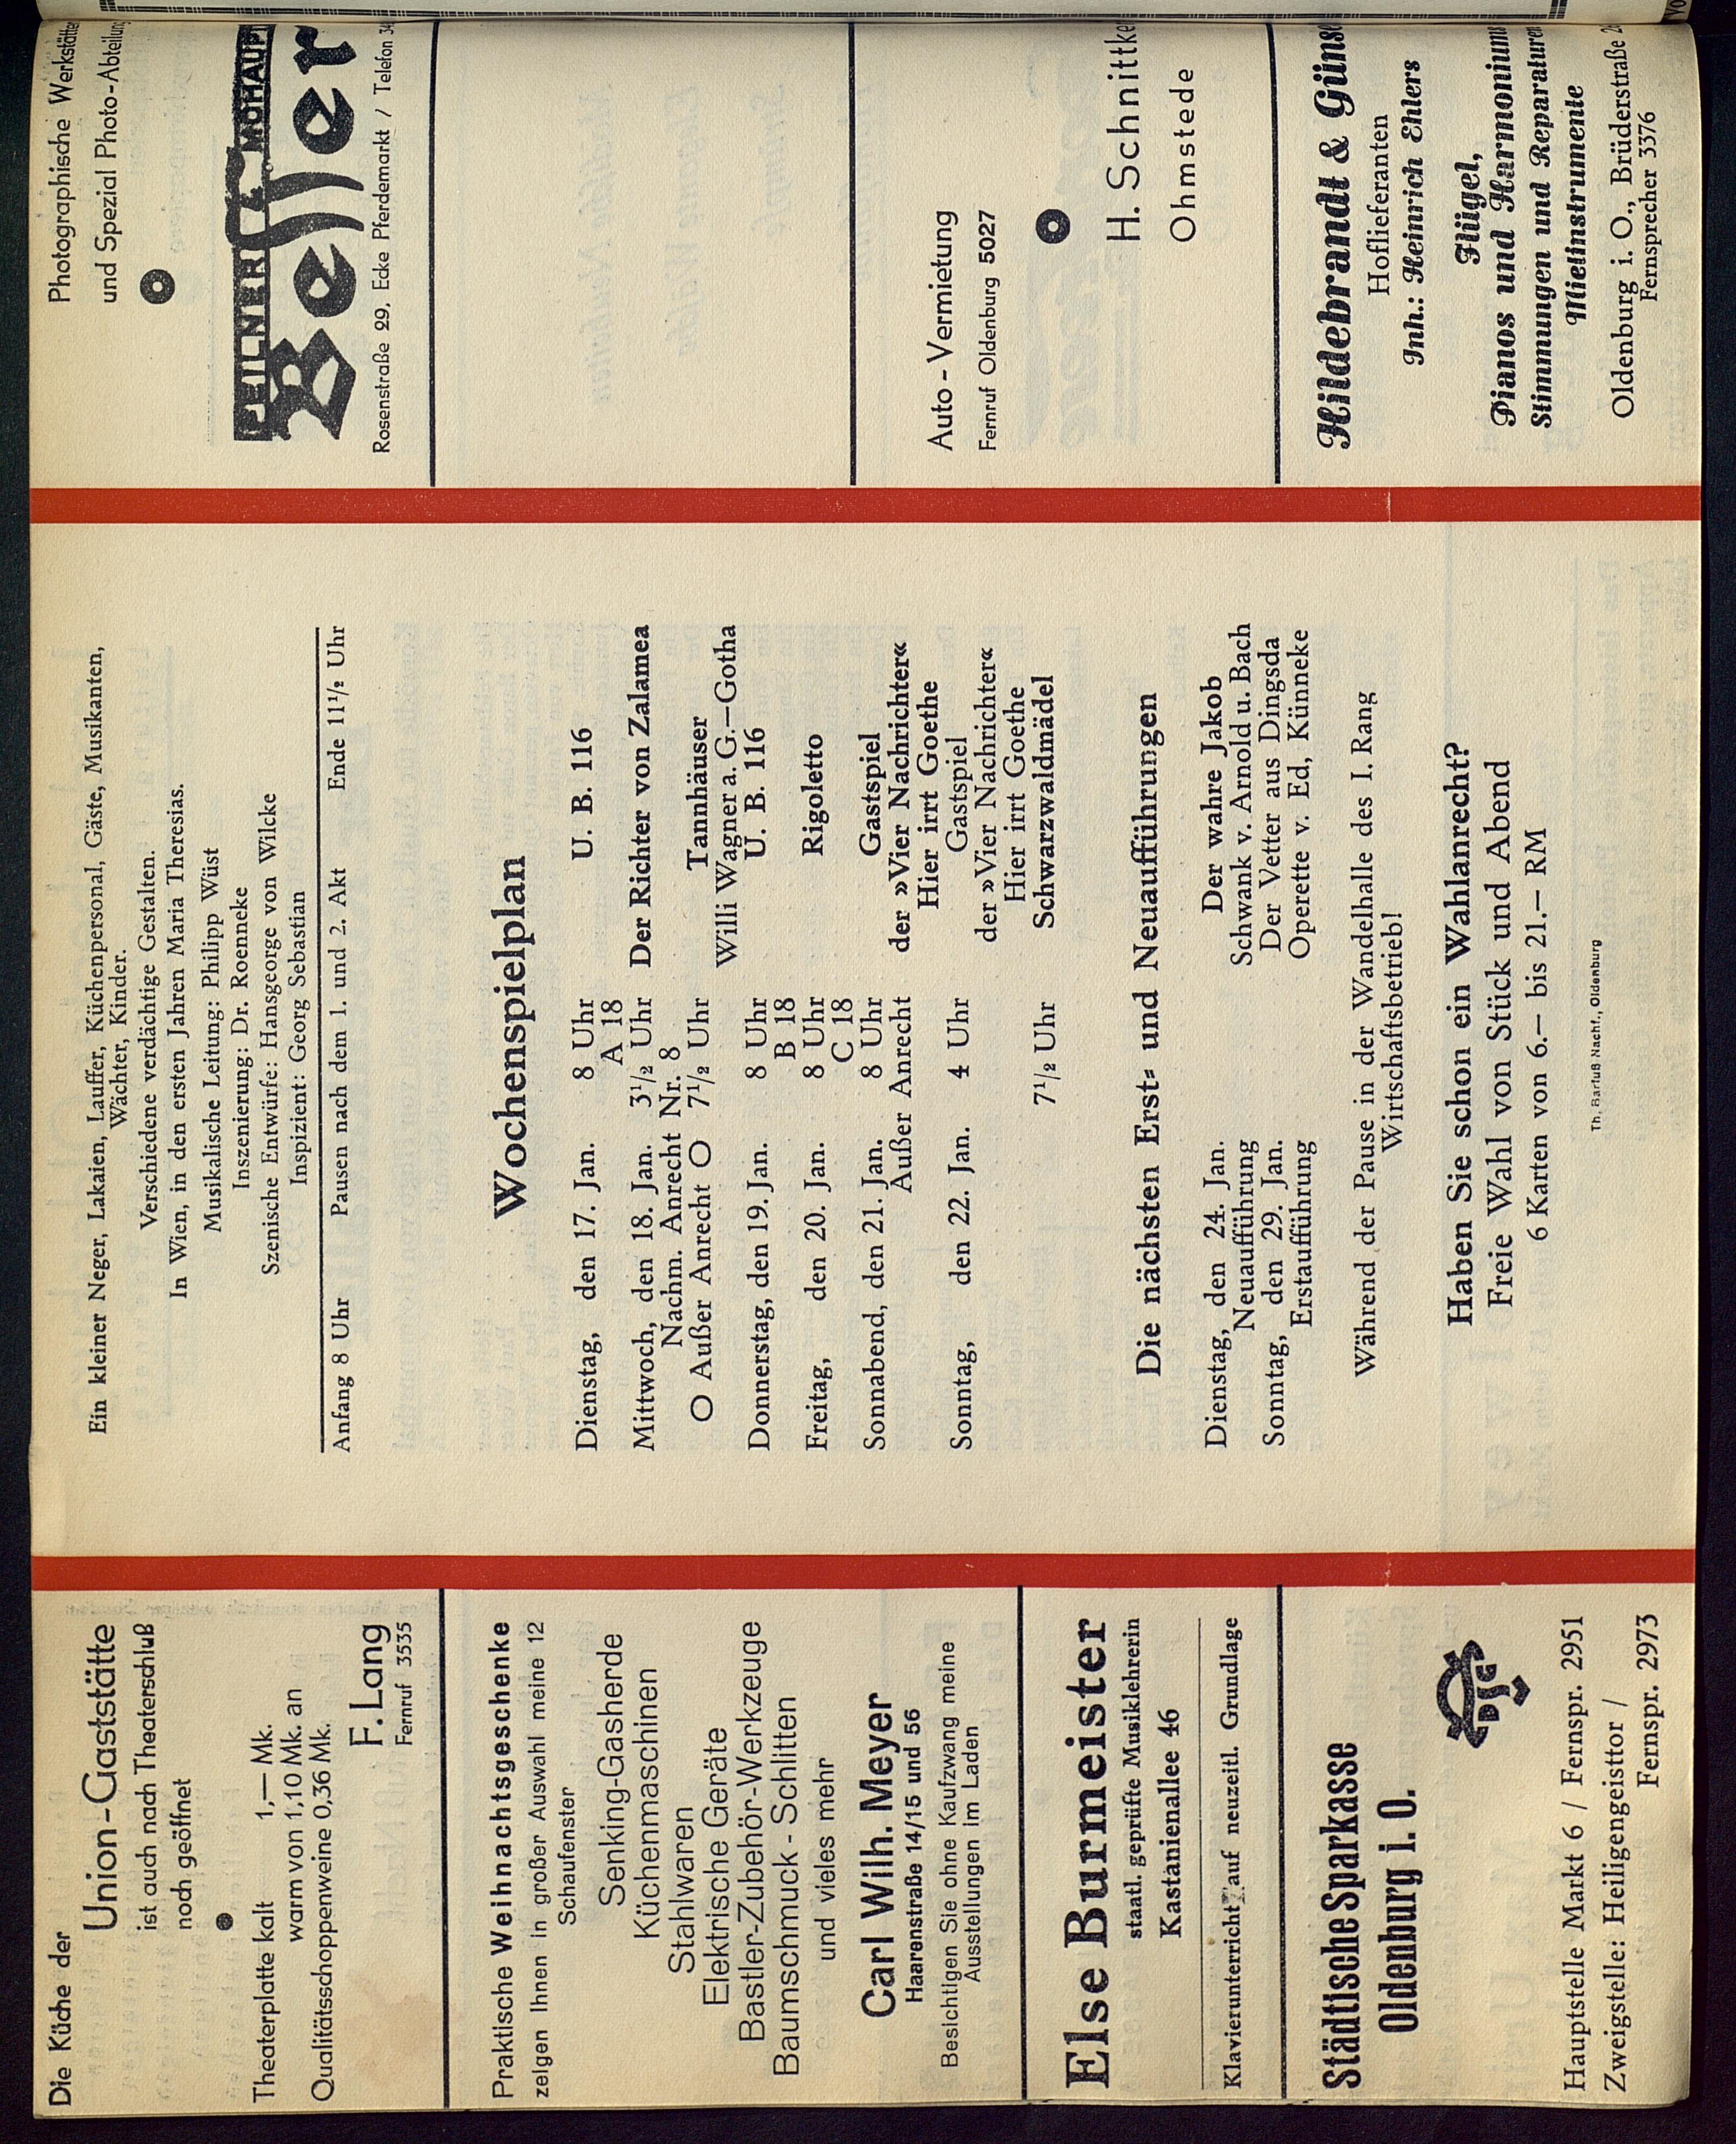 Die Küche der
Union-Gaststätte
ist auch nach Theaterschluß
noch geöffnet
Theaterplatte kalt 1,— Mk.
warm von 1,10 Mk. an
Qualitätsschoppenweine 0,36 Mk.
F. Lang
Fernruf 3535
Praktische Weihnachtsgeschenke
zeigen Ihnen in großer Auswahl meine 12
Schaufenster
Senking-Gasherde
Küchenmaschinen
Stahlwaren
Elektrische Geräte
Bastler-Zubehör-Werkzeuge
Baumschmuck - Schlitten
und vieles mehr
Carl Wilh. Meyer
Haarenstraße 14/15 und 56
Besichtigen Sie ohne Kaufzwang meine
Ausstellungen im Laden
Else Burmeister
staatl. geprüfte Musiklehrerin
Kastanienallee 46
Klavierunterricht auf neuzeitl. Grundlage
Städtische Sparkasse
Oldenburg i. O.
Hauptstelle Markt 6 / Fernspr. 2951
Zweigstelle: Heiligengeisttor /
Fernspr. 2973
Ein kleiner Neger, Lakaien, Lauffer, Küchenpersonal, Gäste, Musikanten,
Wächter, Kinder.
Verschiedene verdächtige Gestalten.
In Wien, in den ersten Jahren Maria Theresias.
Musikalische Leitung: Philipp Wüst
Inszenierung: Dr. Roenneke
Szenische Entwürfe: Hansgeorge von Wilcke
Inspizient: Georg Sebastian
Anfang 8 Uhr Pausen nach dem 1. und 2. Akt Ende 11½ Uhr
Wochenspielplan
Dienstag, den 17. Jan. 8 Uhr U. B. 116
A 18
Mittwoch, den 18. Jan. 3½ Uhr Der Richter von Zalamea
Nachm. Anrecht Nr. 8
O Außer Anrecht O 7½ Uhr Tannhäuser
Willi Wagner a. G.—Gotha
Donnerstag, den 19. Jan. 8 Uhr U. B. 116
B 18
Freitag, den 20. Jan. 8 Uhr Rigoletto
C 18
Sonnabend, den 21. Jan. 8 Uhr Gastspiel
Außer Anrecht der »Vier Nachrichter«
Hier irrt Goethe
Sonntag, den 22. Jan. 4 Uhr Gastspiel
der »Vier Nachrichter«
Hier irrt Goethe
7½ Uhr Schwarzwaldmädel
Die nächsten Erst- und Neuaufführungen
Dienstag, den 24. Jan. Der wahre Jakob
Neuaufführung Schwank v. Arnold u. Bach
Sonntag, den 29. Jan. Der Vetter aus Dingsda
Erstaufführung Operette v. Ed, Künneke
Während der Pause in der Wandelhalle des I. Rang
Wirtschaftsbetrieb!
Haben Sie schon ein Wahlanrecht?
Freie Wahl von Stück und Abend
6 Karten von 6.— bis 21.— RM
Th. Bartuß Nachf., Oldenburg
Photographische Werkstätte
und Spezial Photo-Abteilung
MOHAUPT
Besser
Rosenstraße 29, Ecke Pferdemarkt / Telefon 34
Auto-Vermietung
Fernruf Oldenburg 5027
H. Schnittke
Ohmstede
Hildebrandt & Günse
Hoflieferanten
Inh.: Heinrich Ehlers
Flügel,
Pianos und Harmoniums
Stimmungen und Reparaturen
Mietinstrumente
Oldenburg i. O., Brüderstraße 2
Fernsprecher 3376